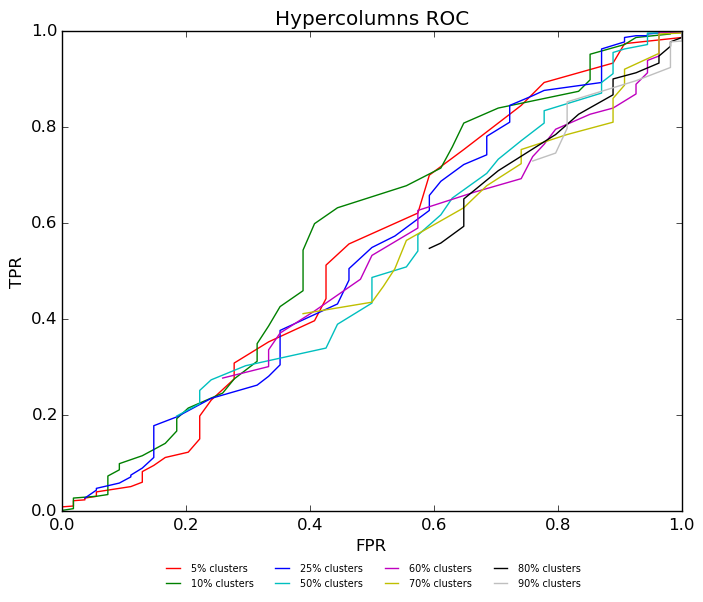 Hypercolumns ROC
1.0
0.8
0.6
0.4
0.2
0.0
TPR
0.0 0.2 0.4 0.6 0.8 1.0
FPR
5% clusters 25% clusters 60% clusters 80% clusters
10% clusters 50% clusters 70% clusters 90% clusters